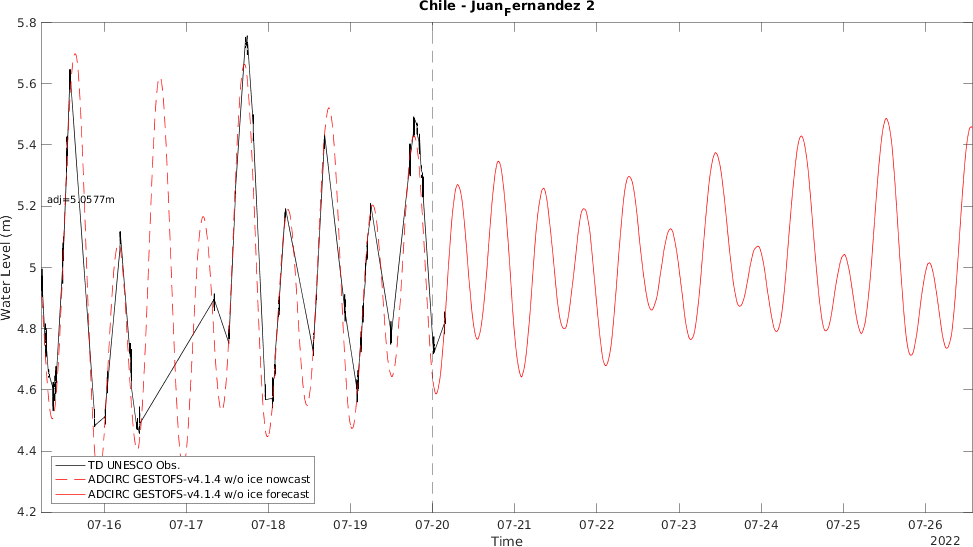 Chile - JuanFernandez 2
5.8
5.6
5.4
5.2
5
4.8
4.6
4.4
4.2
Water Level (m)
adj=5.0577m
TD UNESCO Obs.
ADCIRC GESTOFS-v4.1.4 w/o ice nowcast
ADCIRC GESTOFS-v4.1.4 w/o ice forecast
07-16 07-17 07-18 07-19 07-20 07-21 07-22 07-23 07-24 07-25 07-26
Time
2022